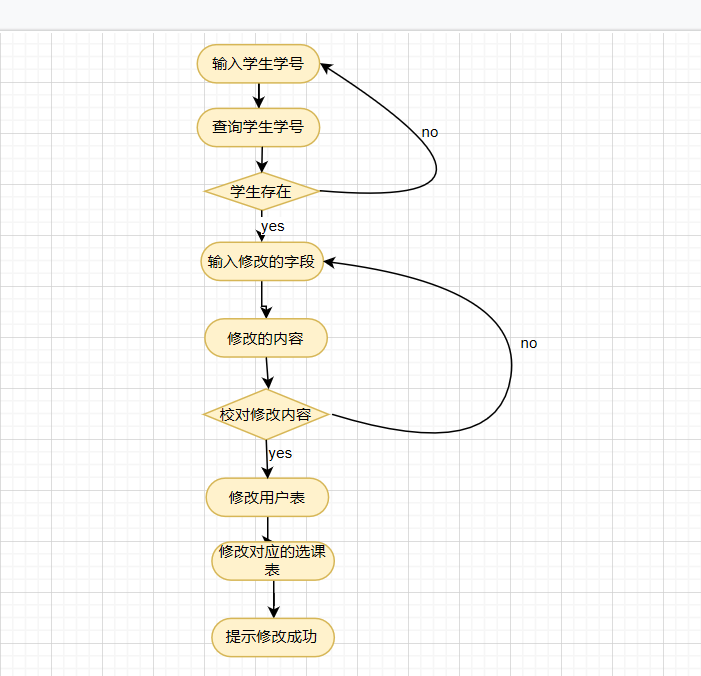 输入学生学号
no
查询学生学号
学生存在
yes
输入修改的字段
修改的内容
no
校对修改内容
yes
修改用户表
修改对应的选课
表
提示修改成功